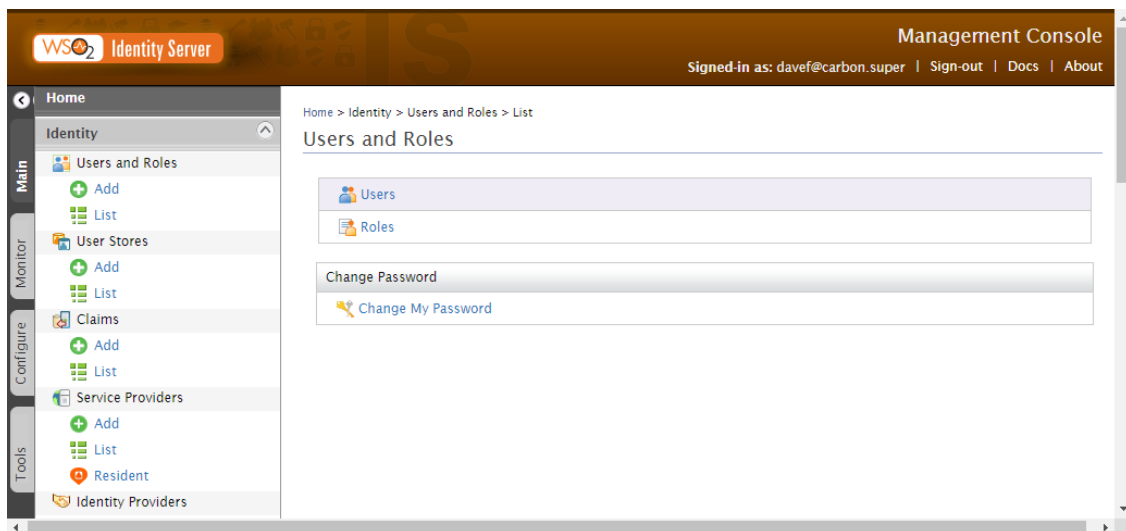 WSO2 Identity Server
Management Console
Signed-in as: davef@carbon.super | Sign-out | Docs | About
Main
Monitor
Configure
Tools
Home
Identity
Users and Roles
Add
List
User Stores
Add
List
Claims
Add
List
Service Providers
Add
List
Resident
Identity Providers
Home > Identity > Users and Roles > List
Users and Roles
Users
Roles
Change Password
Change My Password